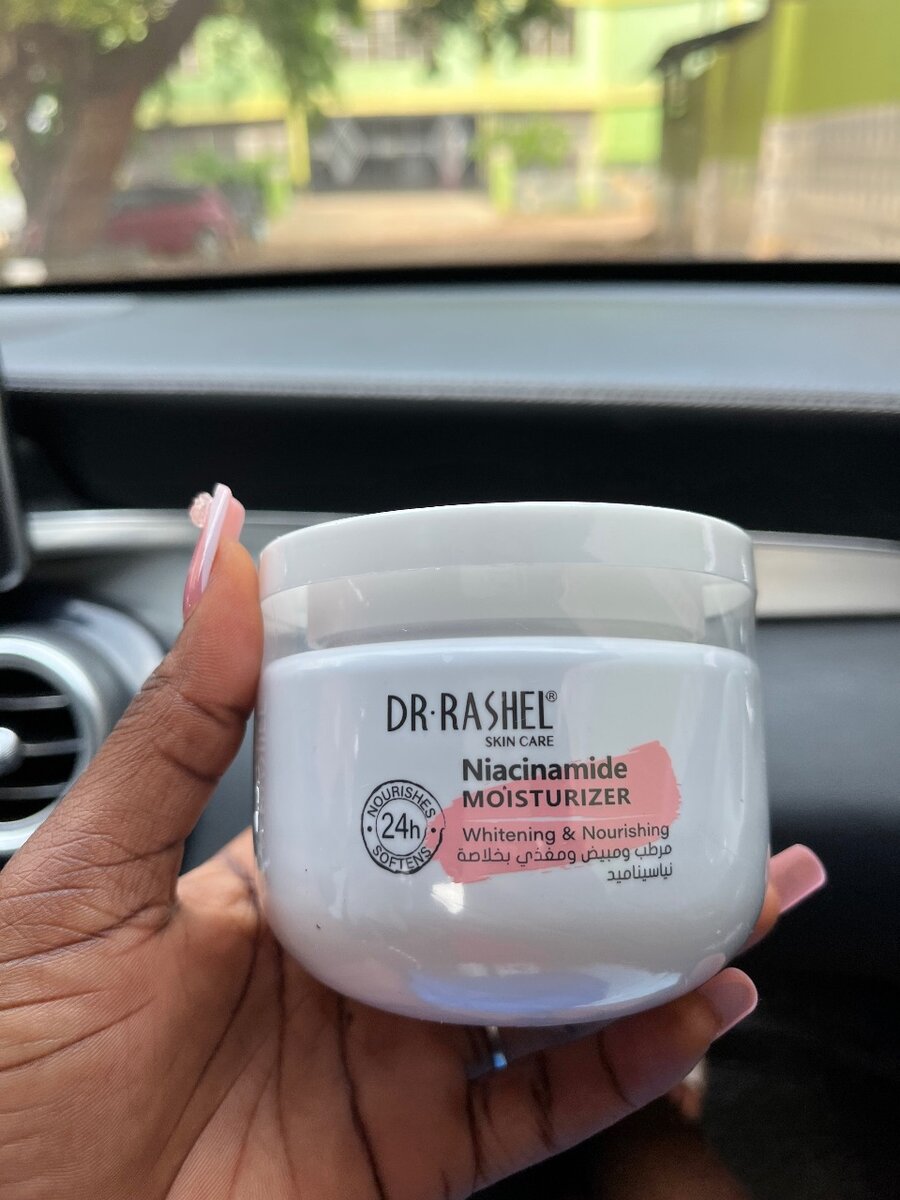 DR·RASHEL®
SKIN CARE
Niacinamide
MOISTURIZER
NOURISHES
24h
SOFTENS
Whitening & Nourishing
مرطب ومبيض ومغذي بخلاصة
نياسيناميد